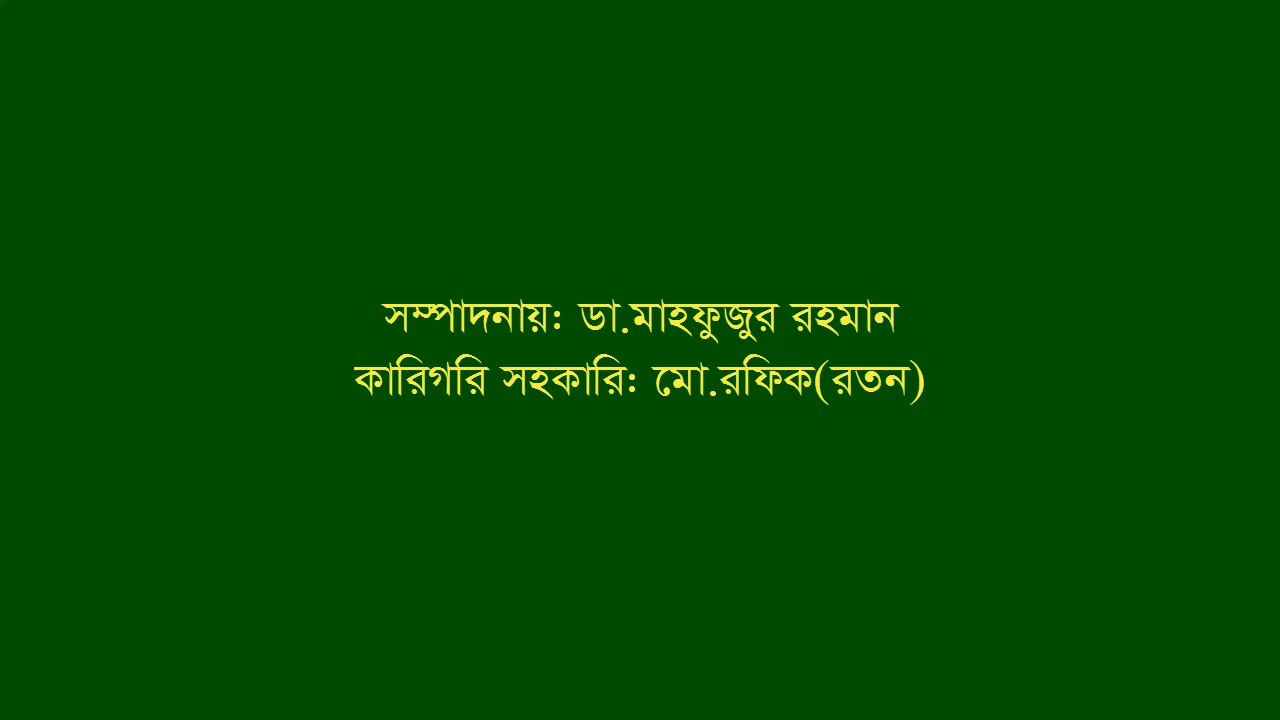 সম্পাদনায়: ডা.মাহফুজুর রহমান
কারিগরি সহকারি: মো.রফিক(রতন)